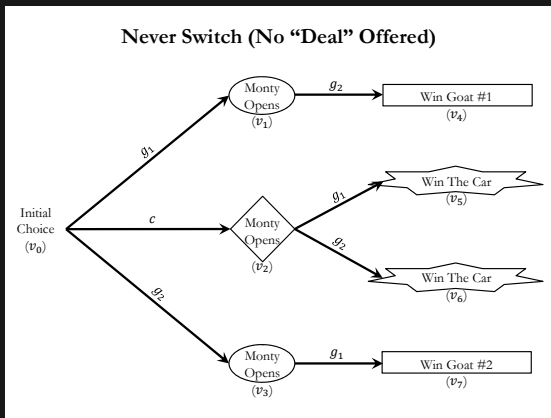 Never Switch (No “Deal” Offered)
Monty
Opens
(v₁)
g₂
Win Goat #1
(v₄)
g₁
g₁
Win The Car
(v₅)
Initial
Choice
(v₀)
c
Monty
Opens
(v₂)
g₂
Win The Car
(v₆)
g₂
Monty
Opens
(v₃)
g₁
Win Goat #2
(v₇)